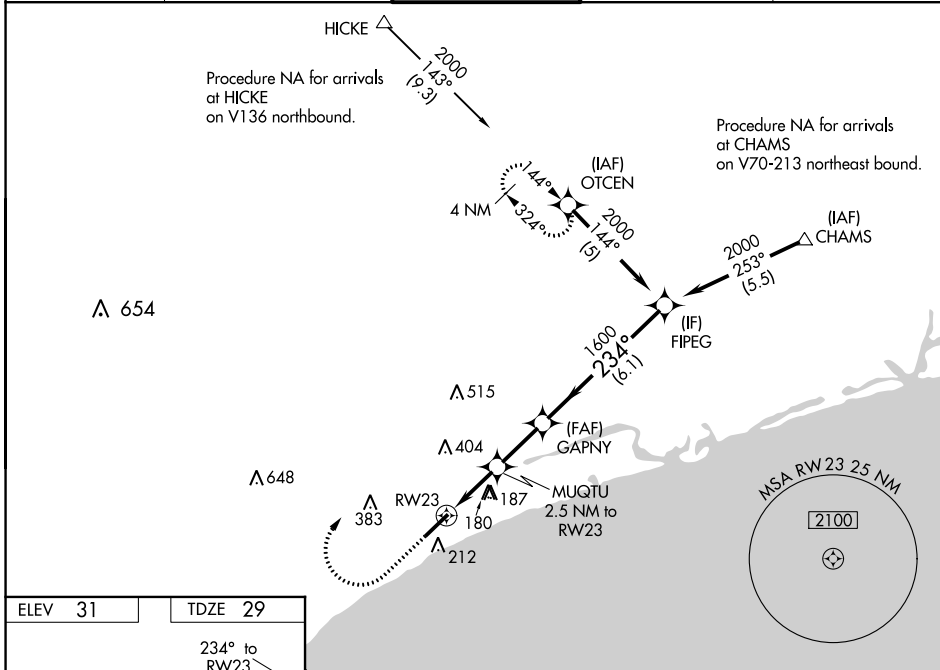 HICKE
2000
143°
(9.3)
Procedure NA for arrivals
at HICKE
on V136 northbound.
Procedure NA for arrivals
at CHAMS
on V70-213 northeast bound.
(IAF)
OTCEN
144°
324°
4 NM
2000
144°
(5)
(IAF)
CHAMS
2000
253°
(5.5)
654
(IF)
FIPEG
1600
234°
(6.1)
515
(FAF)
GAPNY
404
648
MUQTU
2.5 NM to
RW23
187
180
RW23
383
212
MSA RW23 25 NM
2100
ELEV 31
TDZE 29
234° to
RW23